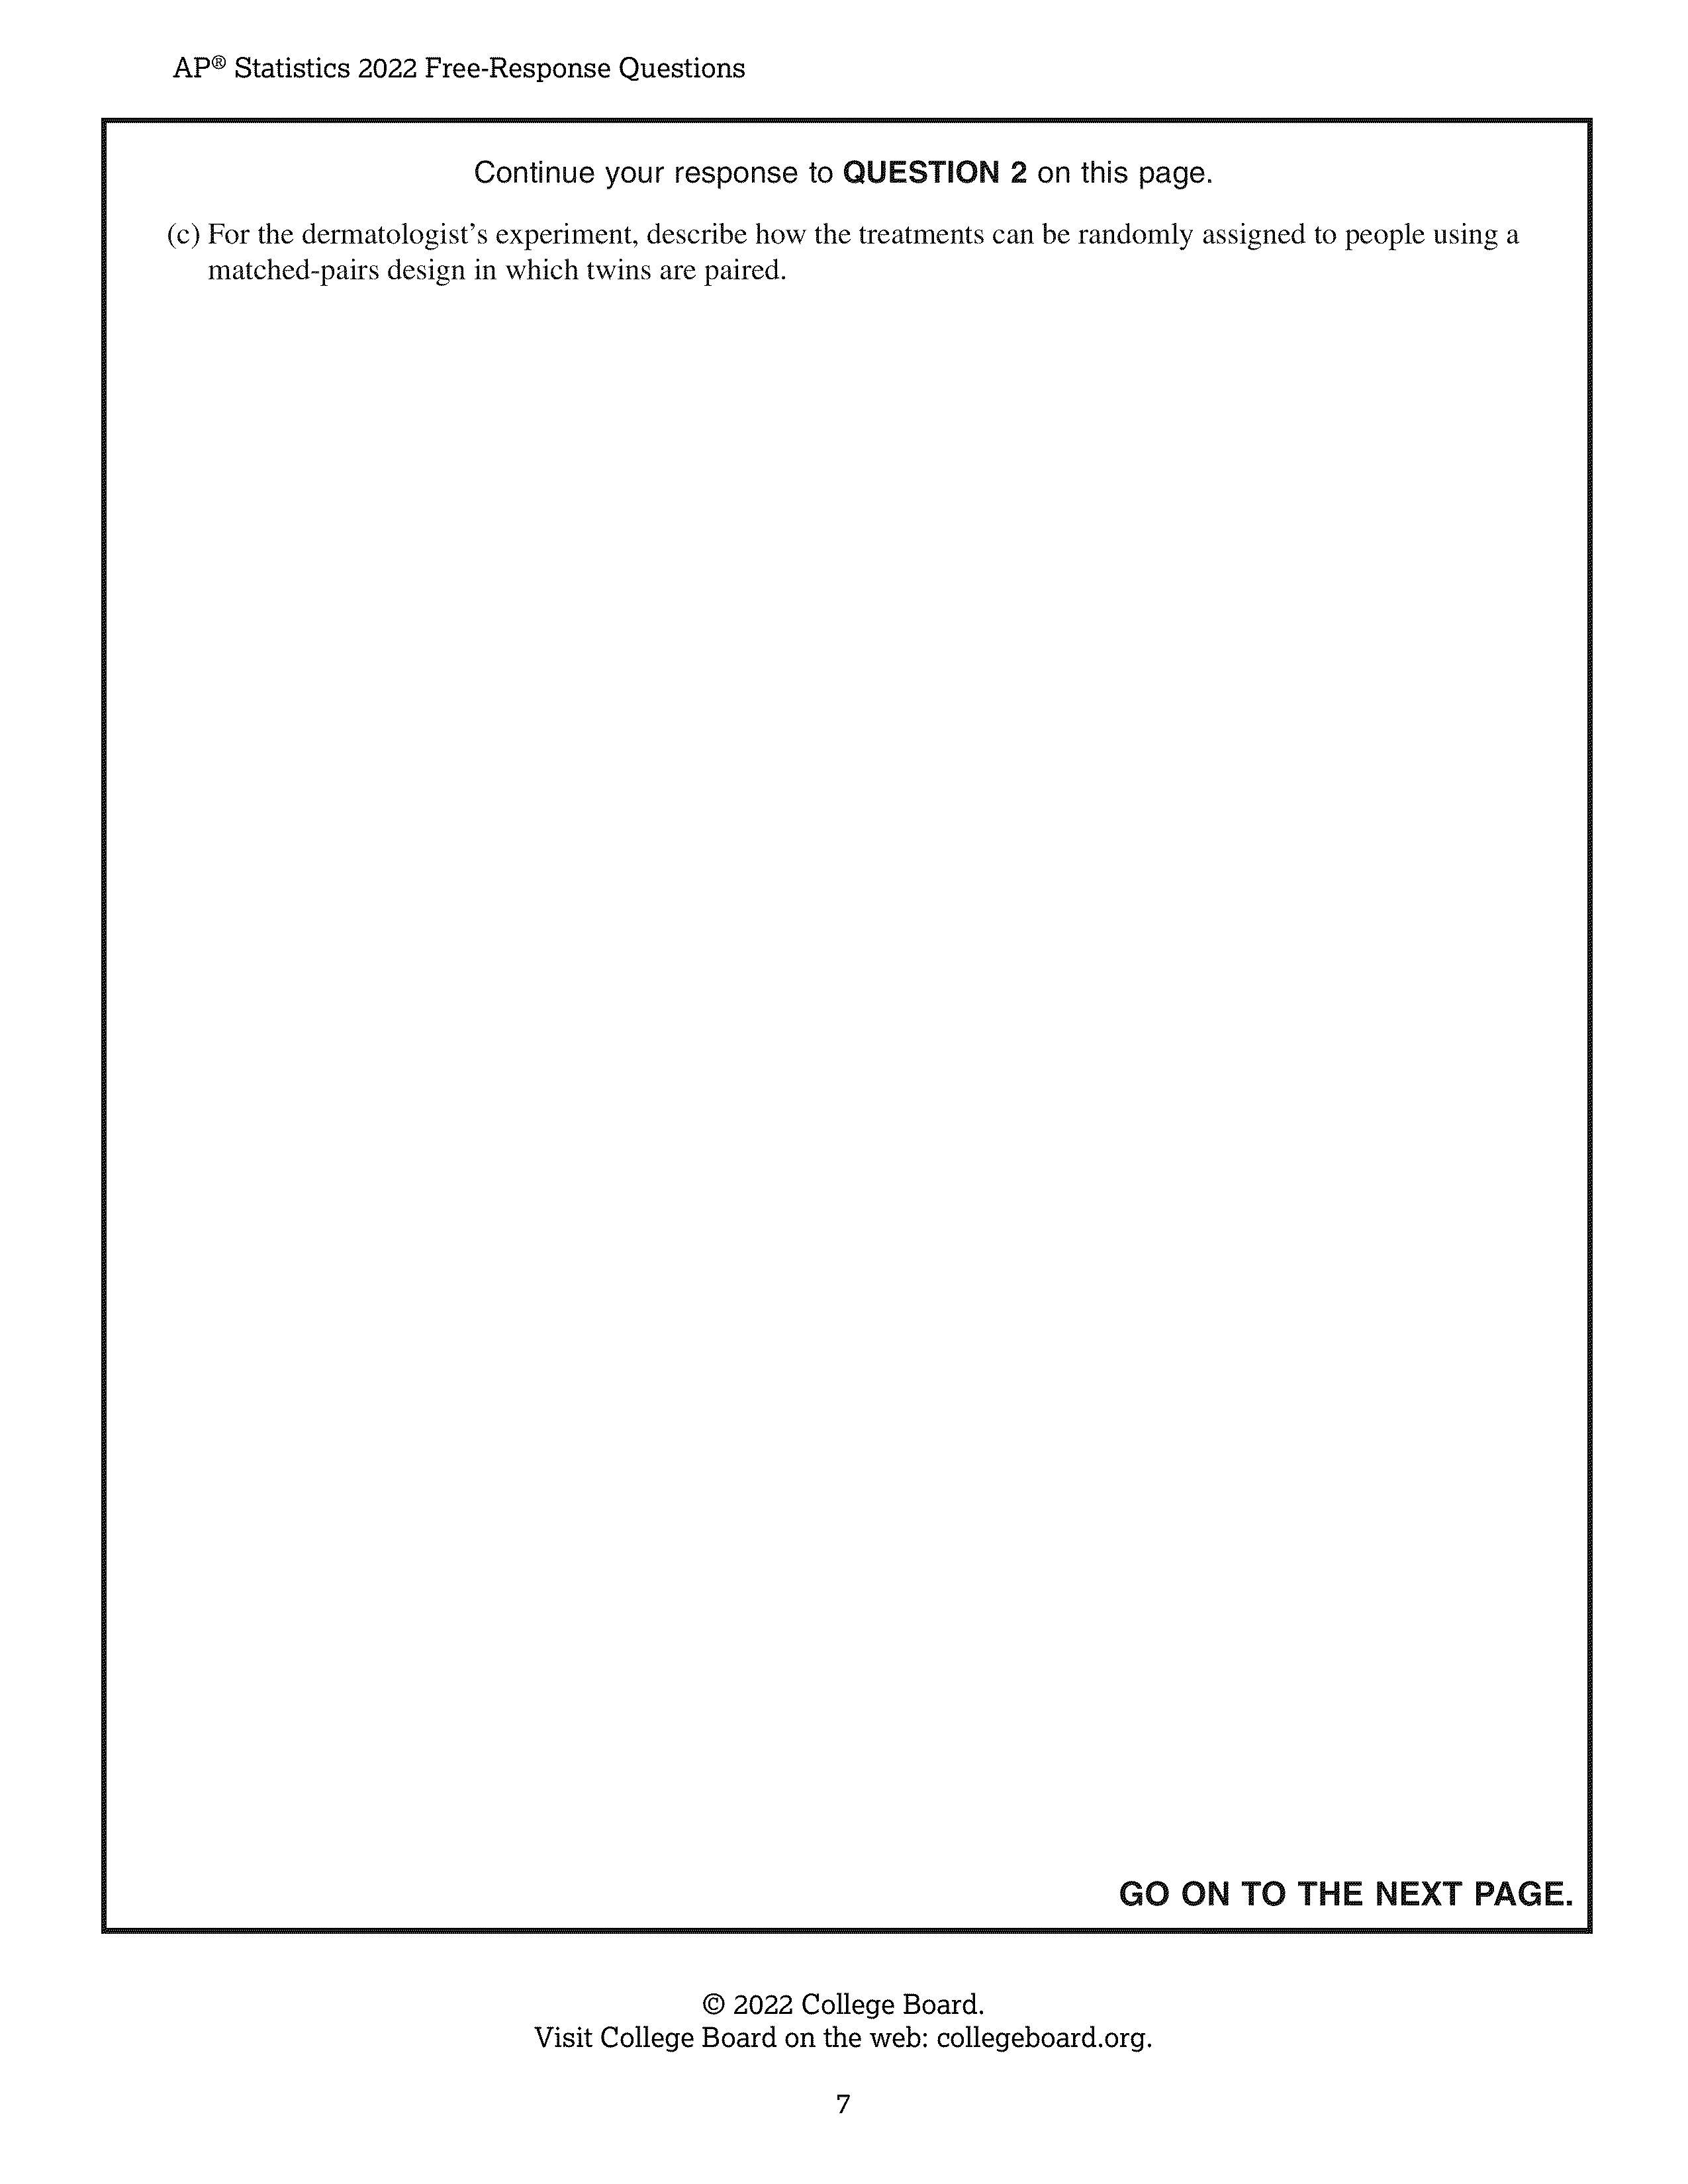 AP® Statistics 2022 Free-Response Questions
Continue your response to QUESTION 2 on this page.
(c) For the dermatologist’s experiment, describe how the treatments can be randomly assigned to people using a
matched-pairs design in which twins are paired.
GO ON TO THE NEXT PAGE.
© 2022 College Board.
Visit College Board on the web: collegeboard.org.
7